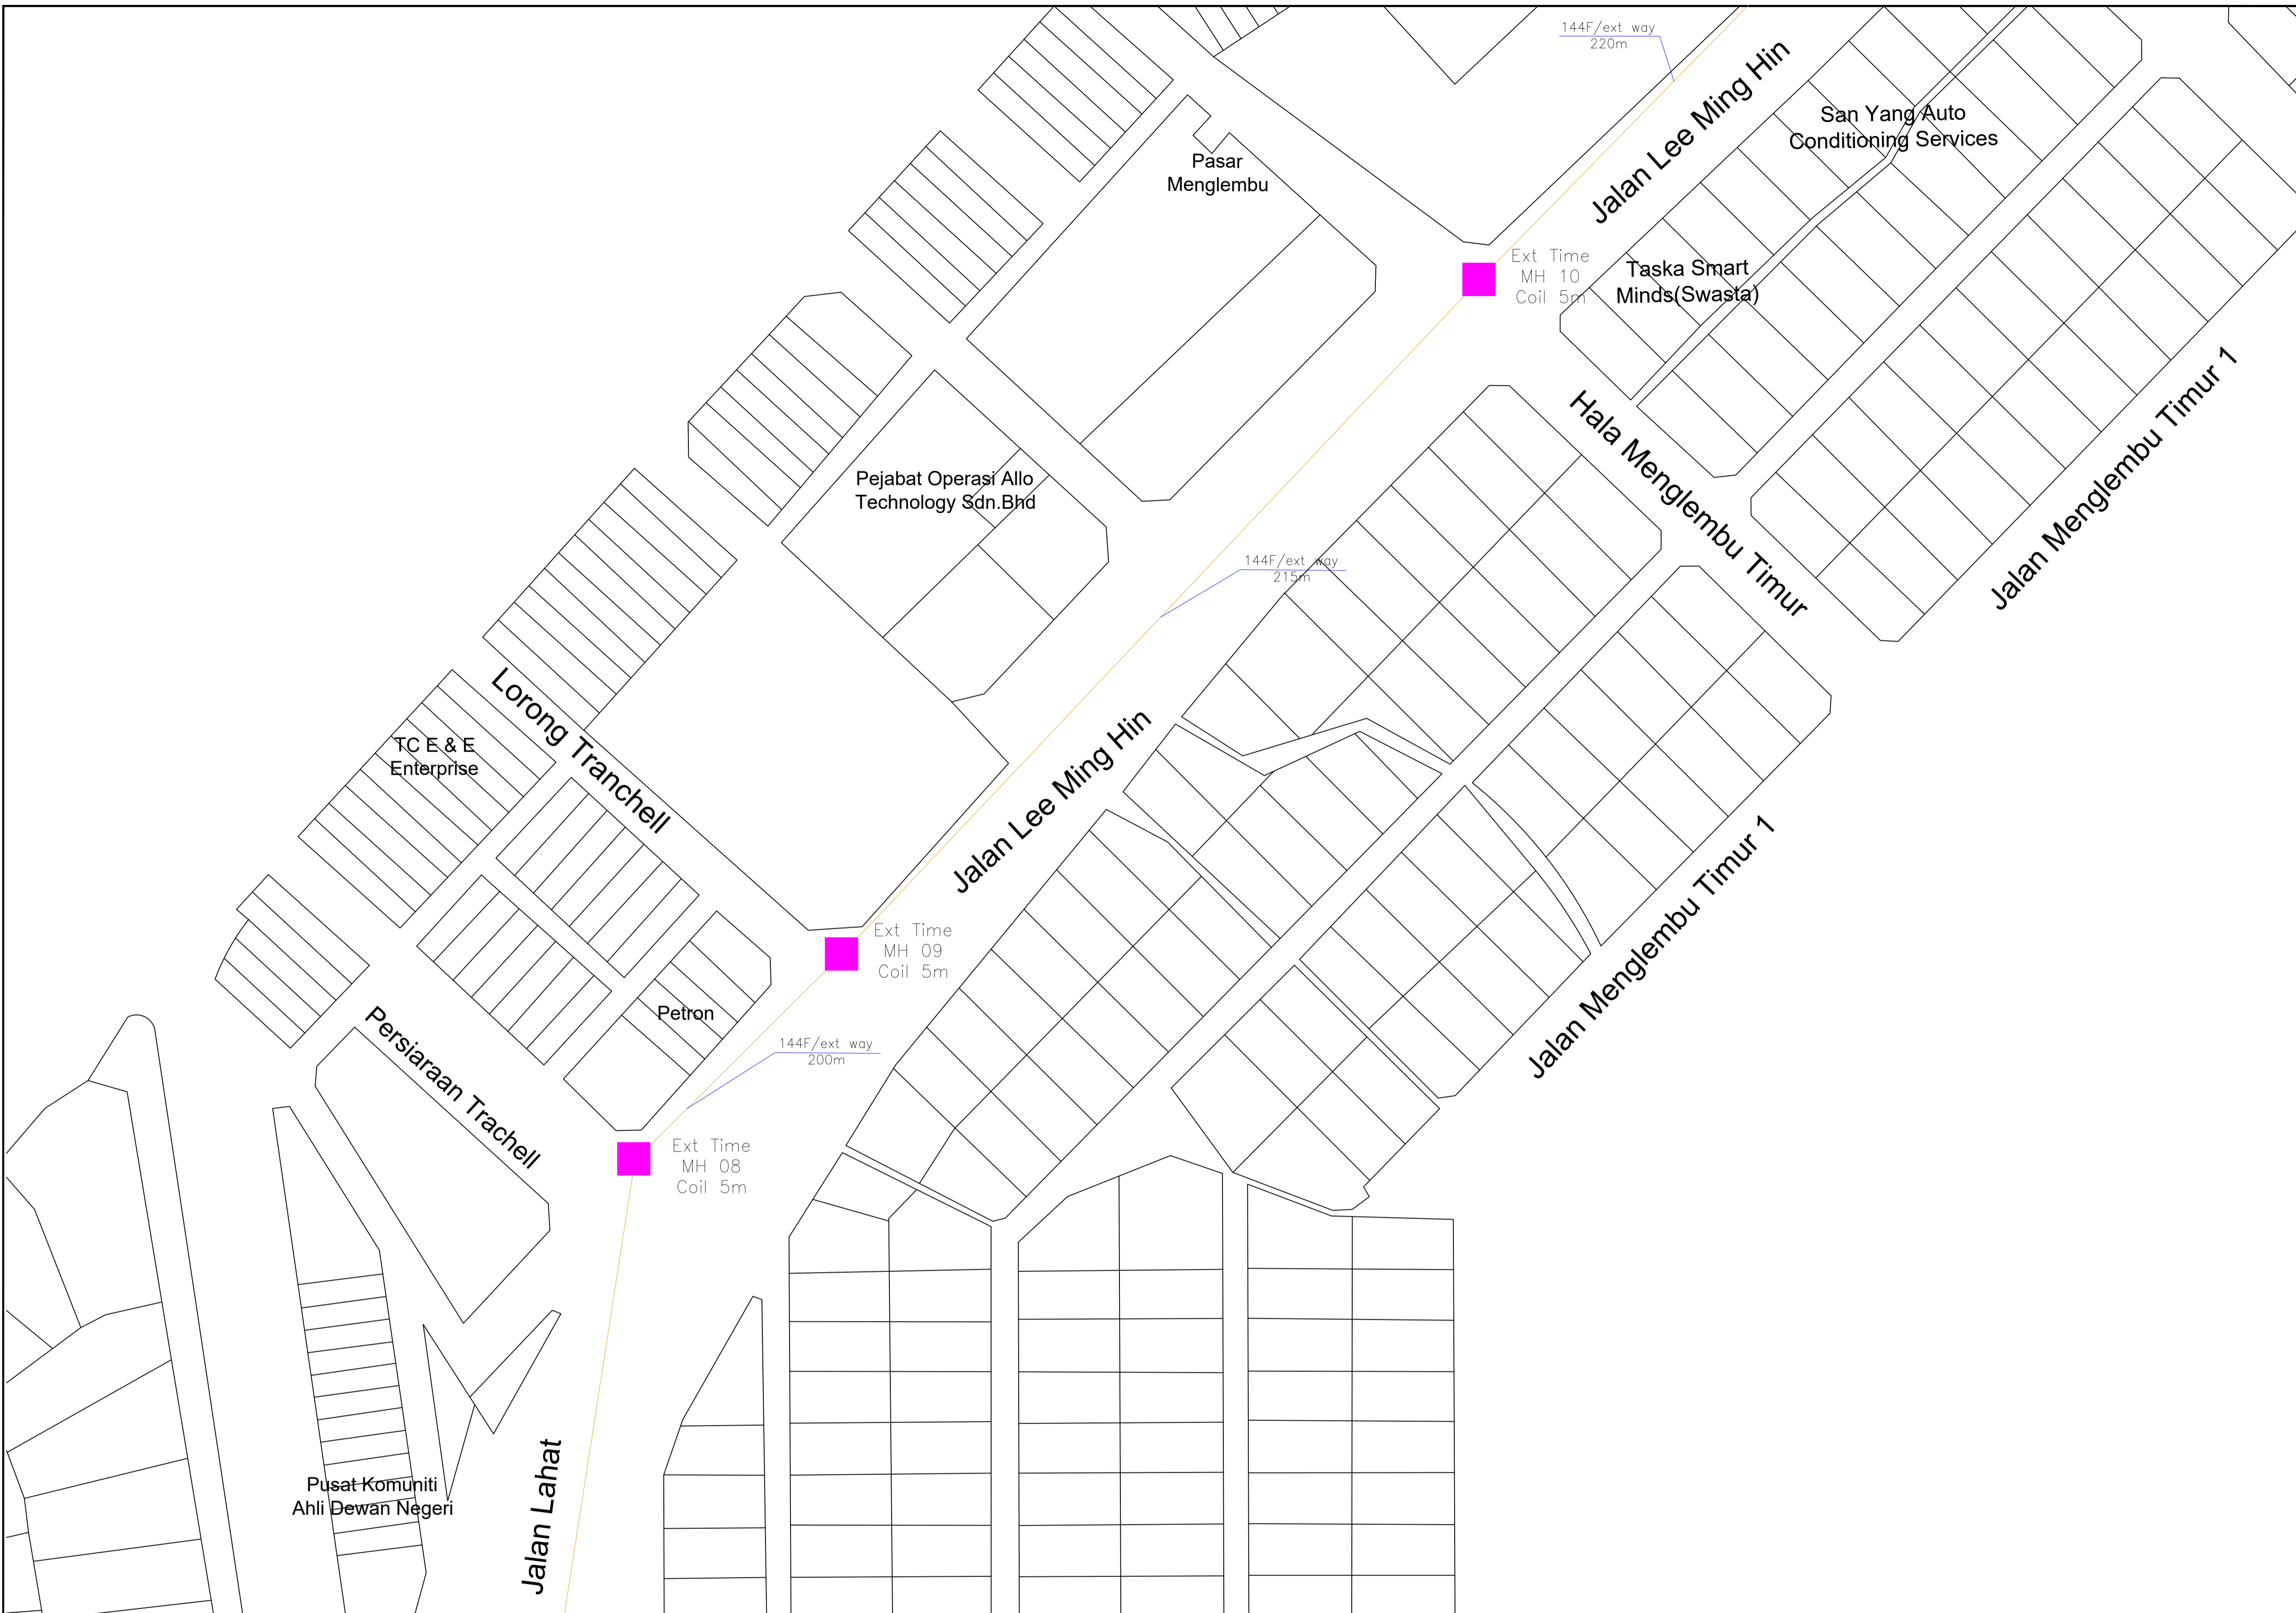 144F/ext way
220m
Jalan Lee Ming Hin
San Yang Auto
Conditioning Services
Pasar
Menglembu
Ext Time
MH 10
Coil 5m
Taska Smart
Minds(Swasta)
Hala Menglembu Timur
Jalan Menglembu Timur 1
Pejabat Operasi Allo
Technology Sdn.Bhd
144F/ext way
215m
Lorong Tranchell
TC E & E
Enterprise
Jalan Lee Ming Hin
Jalan Menglembu Timur 1
Ext Time
MH 09
Coil 5m
Petron
Persiaraan Trachell
144F/ext way
200m
Ext Time
MH 08
Coil 5m
Pusat Komuniti
Ahli Dewan Negeri
Jalan Lahat